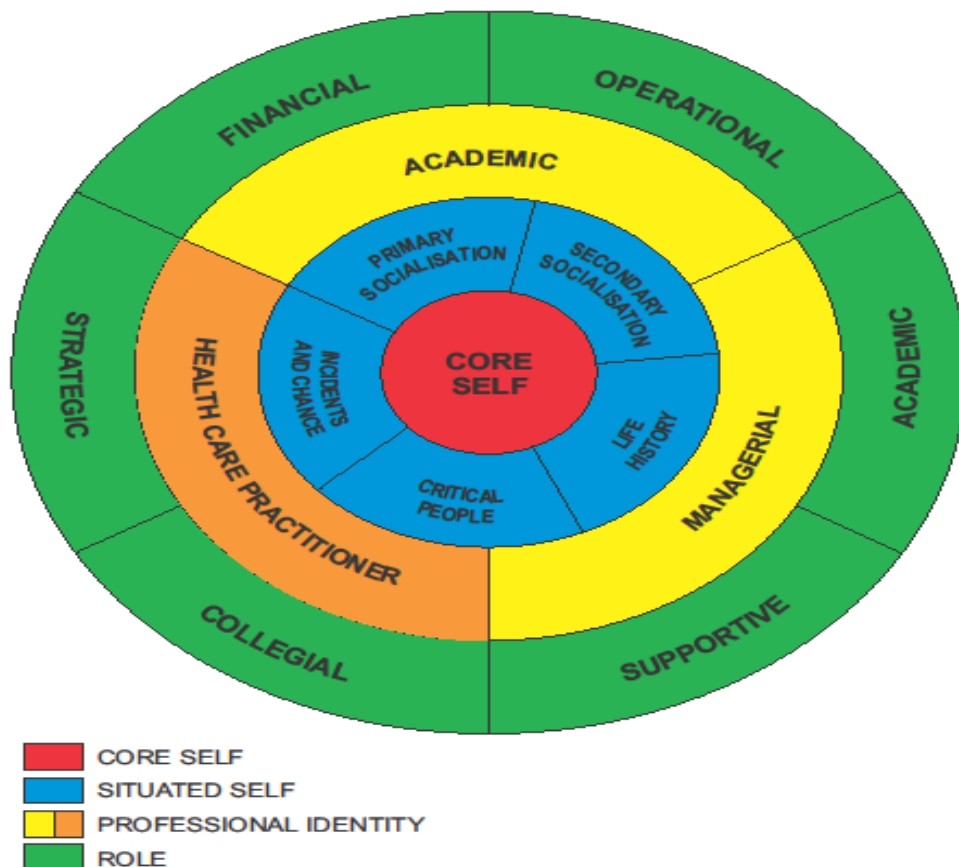 FINANCIAL
OPERATIONAL
ACADEMIC
PRIMARY
SOCIALISATION
SECONDARY
SOCIALISATION
STRATEGIC
HEALTH CARE PRACTITIONER
INCIDENTS
AND CHANCE
CORE
SELF
LIFE
HISTORY
MANAGERIAL
ACADEMIC
CRITICAL
PEOPLE
COLLEGIAL
SUPPORTIVE
CORE SELF
SITUATED SELF
PROFESSIONAL IDENTITY
ROLE